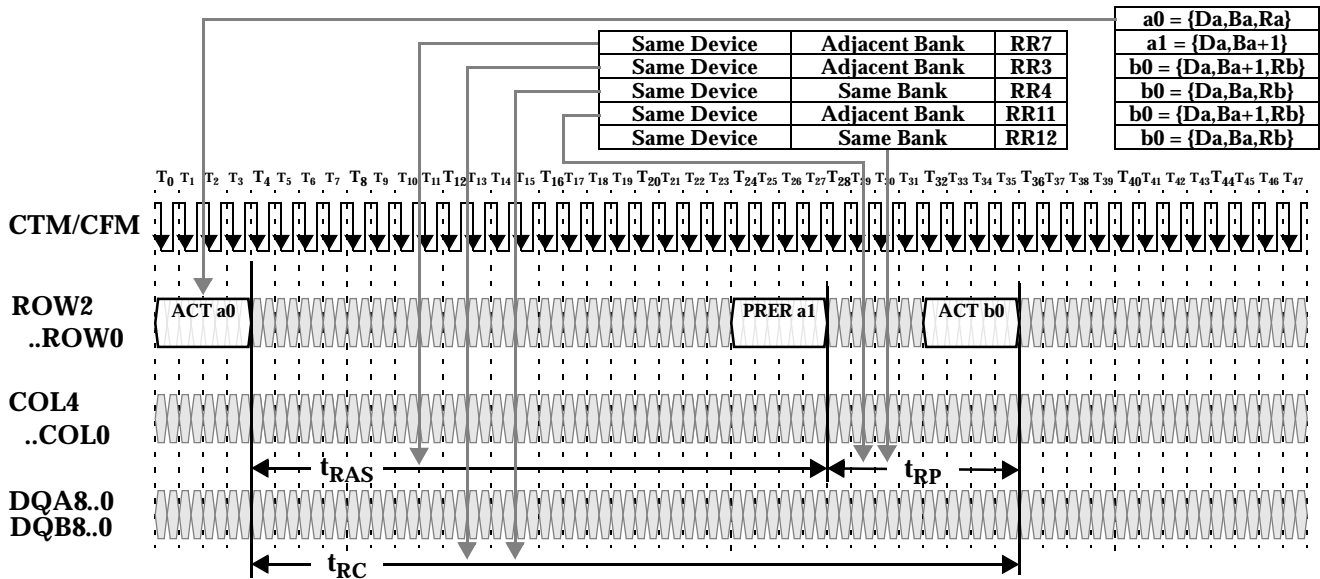 a0 = {Da,Ba,Ra}
Same Device Adjacent Bank RR7 a1 = {Da,Ba+1}
Same Device Adjacent Bank RR3 b0 = {Da,Ba+1,Rb}
Same Device Same Bank RR4 b0 = {Da,Ba,Rb}
Same Device Adjacent Bank RR11 b0 = {Da,Ba+1,Rb}
Same Device Same Bank RR12 b0 = {Da,Ba,Rb}
T0 T1 T2 T3 T4 T5 T6 T7 T8 T9 T10 T11 T12 T13 T14 T15 T16 T17 T18 T19 T20 T21 T22 T23 T24 T25 T26 T27 T28 T29 T30 T31 T32 T33 T34 T35 T36 T37 T38 T39 T40 T41 T42 T43 T44 T45 T46 T47
CTM/CFM
ROW2
..ROW0
ACT a0 PRER a1 ACT b0
COL4
..COL0
tRAS tRP
DQA8..0
DQB8..0
tRC